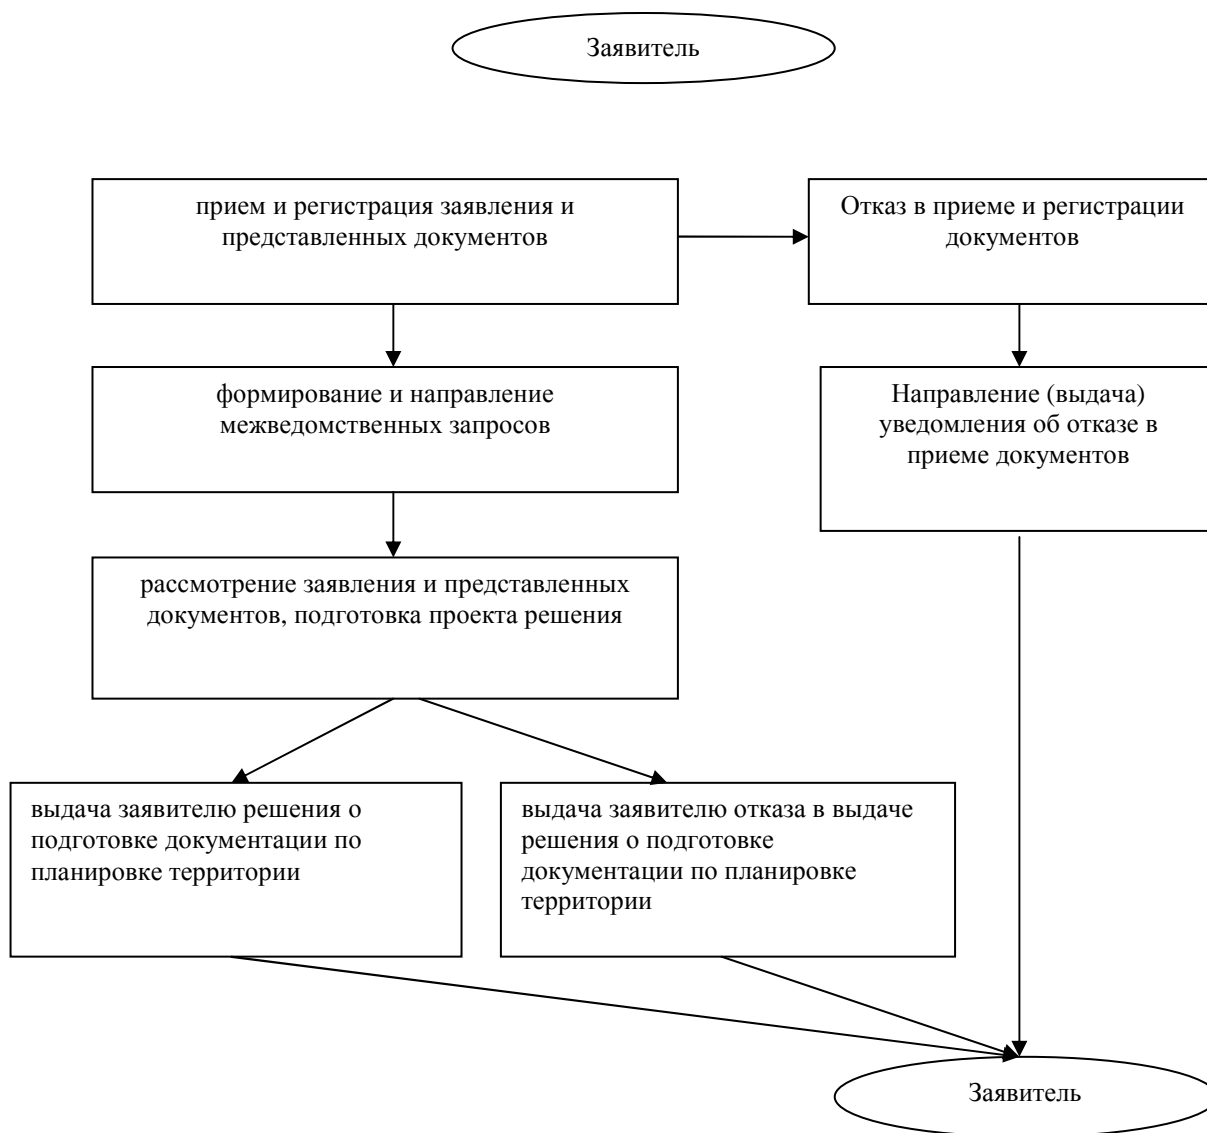 Заявитель
прием и регистрация заявления и
представленных документов
Отказ в приеме и регистрации
документов
формирование и направление
межведомственных запросов
Направление (выдача)
уведомления об отказе в
приеме документов
рассмотрение заявления и представленных
документов, подготовка проекта решения
выдача заявителю решения о
подготовке документации по
планировке территории
выдача заявителю отказа в выдаче
решения о подготовке
документации по планировке
территории
Заявитель